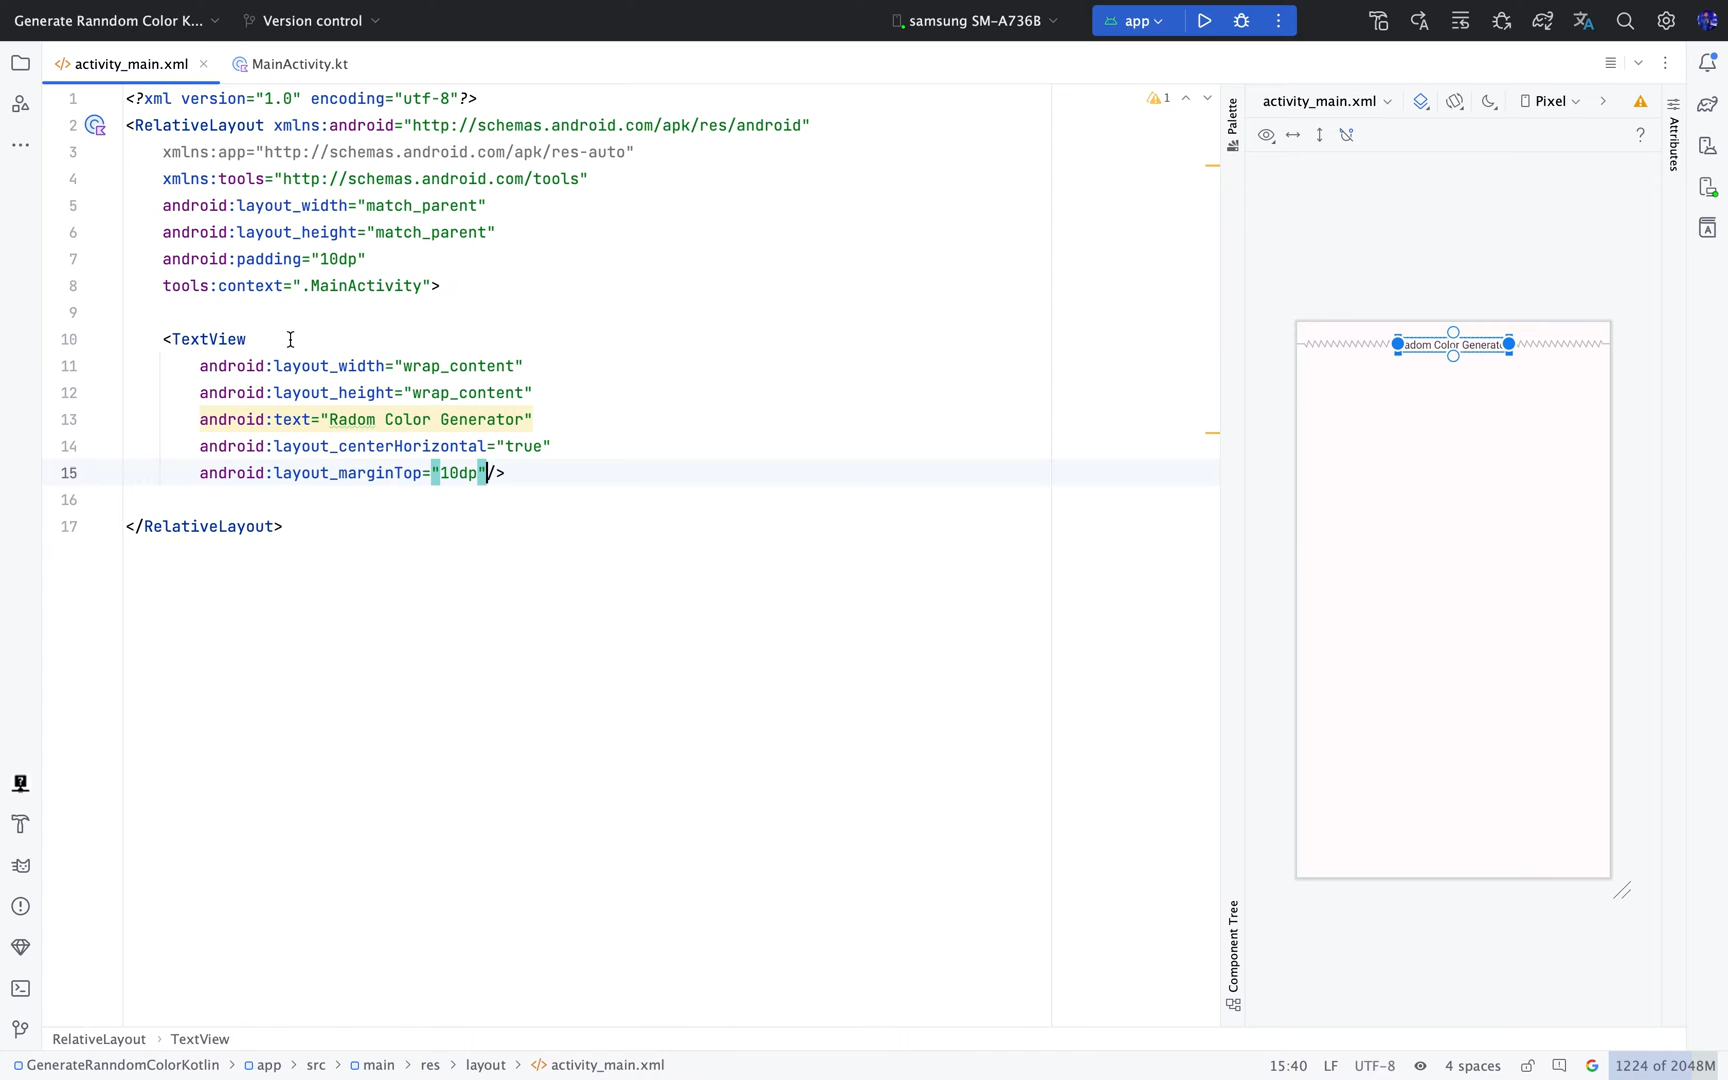 Generate Ranndom Color K...
Version control
samsung SM-A736B
app
activity_main.xml
MainActivity.kt
1 <?xml version="1.0" encoding="utf-8"?>
2 <RelativeLayout xmlns:android="http://schemas.android.com/apk/res/android"
3 xmlns:app="http://schemas.android.com/apk/res-auto"
4 xmlns:tools="http://schemas.android.com/tools"
5 android:layout_width="match_parent"
6 android:layout_height="match_parent"
7 android:padding="10dp"
8 tools:context=".MainActivity">
9
10 <TextView
11 android:layout_width="wrap_content"
12 android:layout_height="wrap_content"
13 android:text="Radom Color Generator"
14 android:layout_centerHorizontal="true"
15 android:layout_marginTop="10dp"/>
16
17 </RelativeLayout>
1
Palette
activity_main.xml
Pixel
?
Attributes
adom Color Generat
Component Tree
RelativeLayout > TextView
GenerateRanndomColorKotlin > app > src > main > res > layout > activity_main.xml
15:40 LF UTF-8 4 spaces 1224 of 2048M